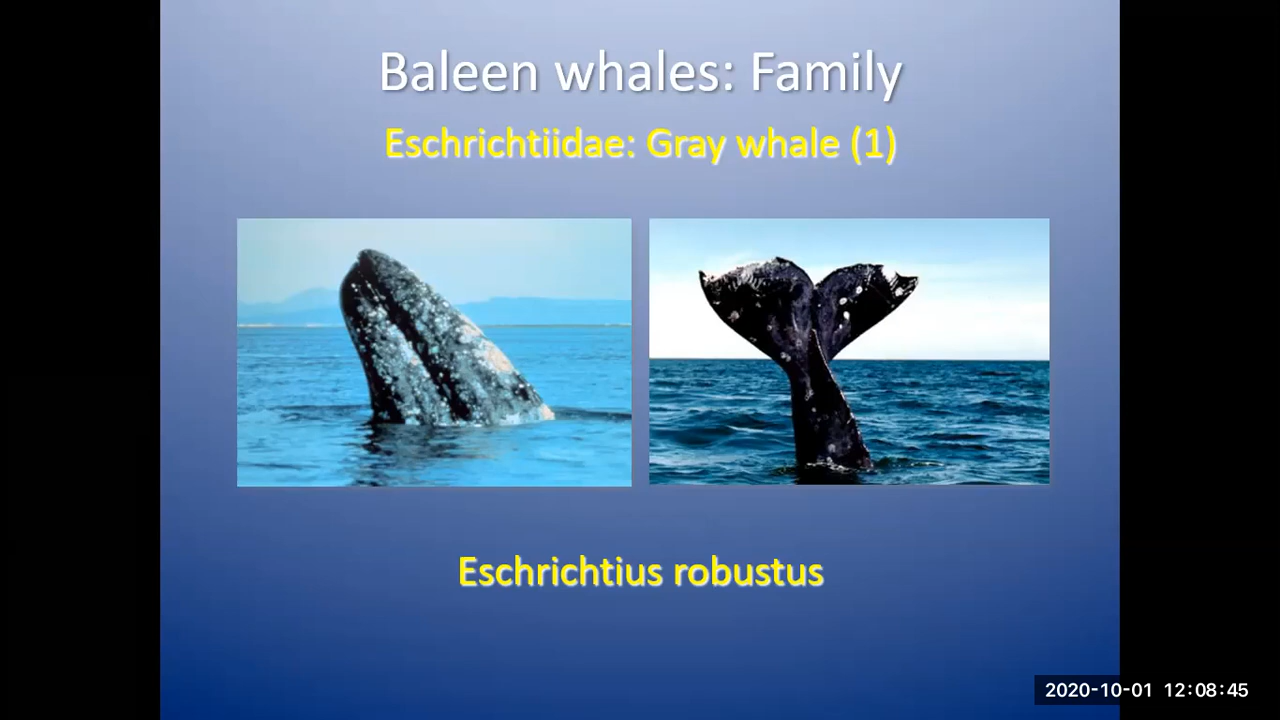 Baleen whales: Family
Eschrichtiidae: Gray whale (1)
Eschrichtius robustus
2020-10-01 12:08:45